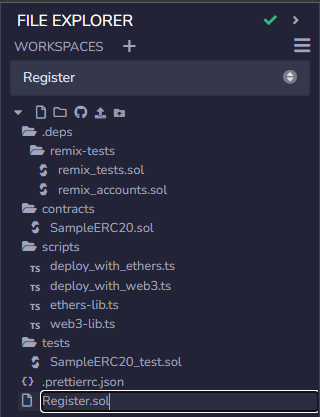 FILE EXPLORER
WORKSPACES
Register
.deps
remix-tests
remix_tests.sol
remix_accounts.sol
contracts
SampleERC20.sol
scripts
TS deploy_with_ethers.ts
TS deploy_with_web3.ts
TS ethers-lib.ts
TS web3-lib.ts
tests
SampleERC20_test.sol
{} .prettierrc.json
Register.sol